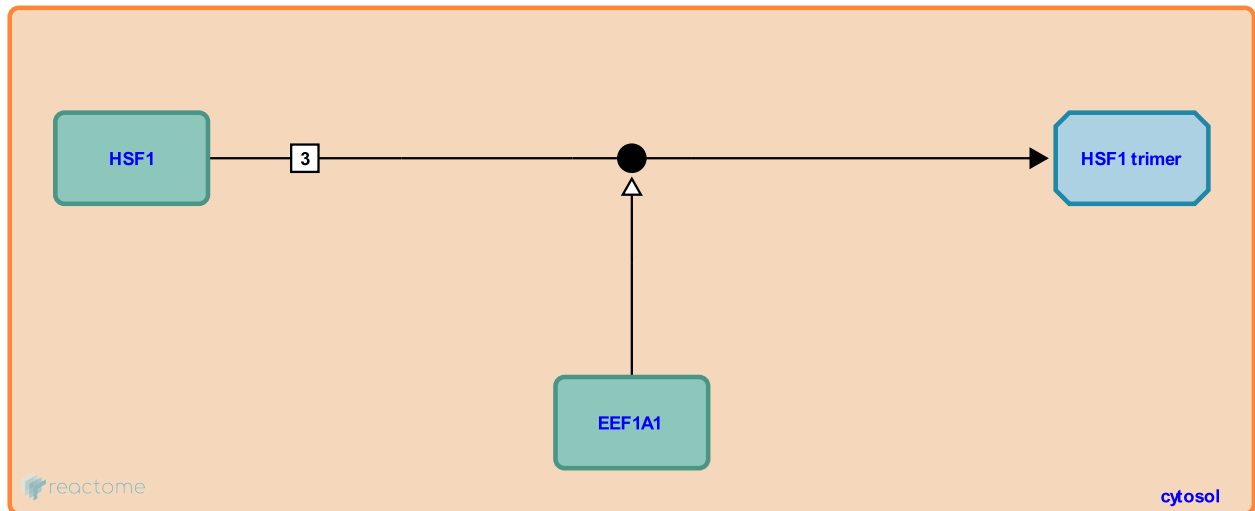 HSF1
3
HSF1 trimer
EEF1A1
reactome
cytosol